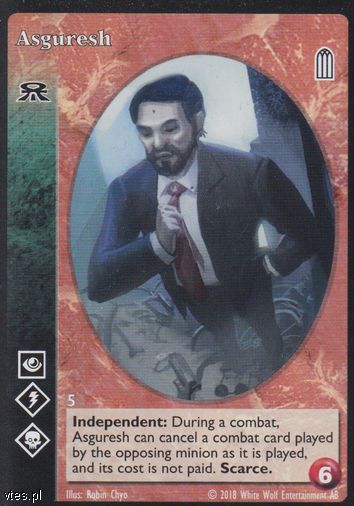 Asguresh
5
Independent: During a combat,
Asguresh can cancel a combat card played
by the opposing minion as it is played,
and its cost is not paid. Scarce.
6
Illus: Robin Chyo
© 2018 White Wolf Entertainment AB
vtes.pl